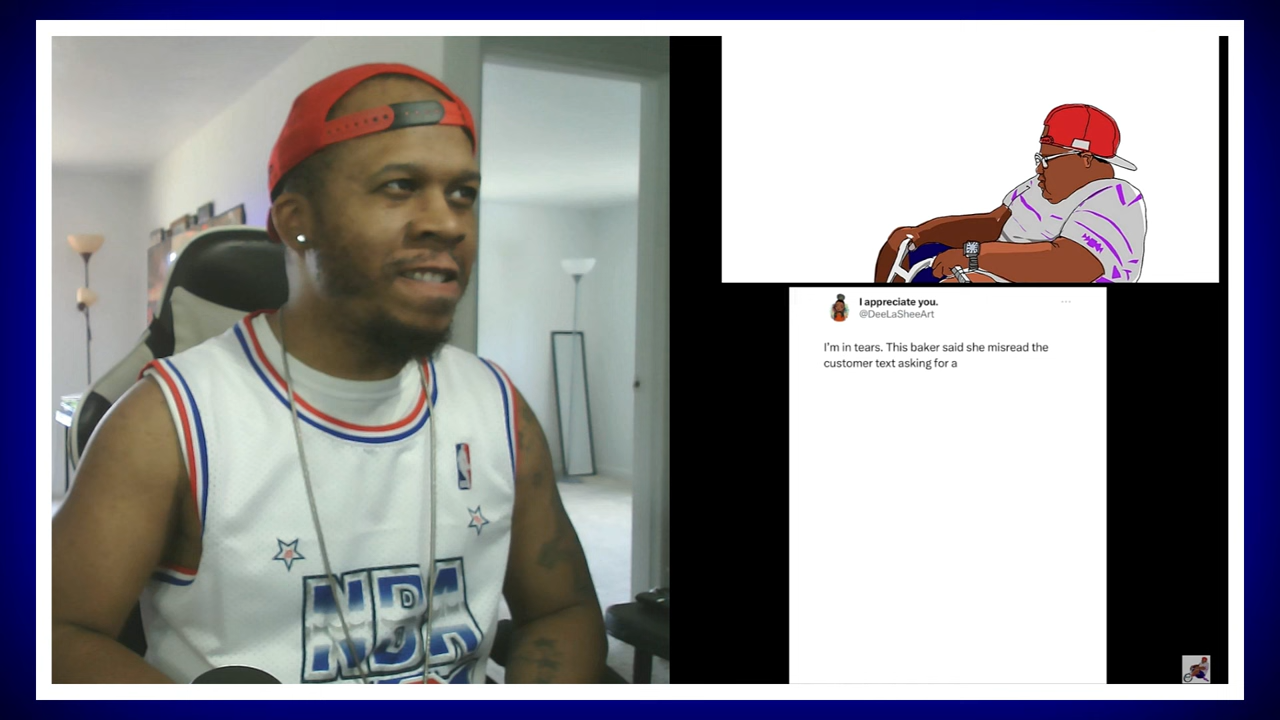 NBA
I appreciate you.
@DeeLaSheeArt
I'm in tears. This baker said she misread the
customer text asking for a